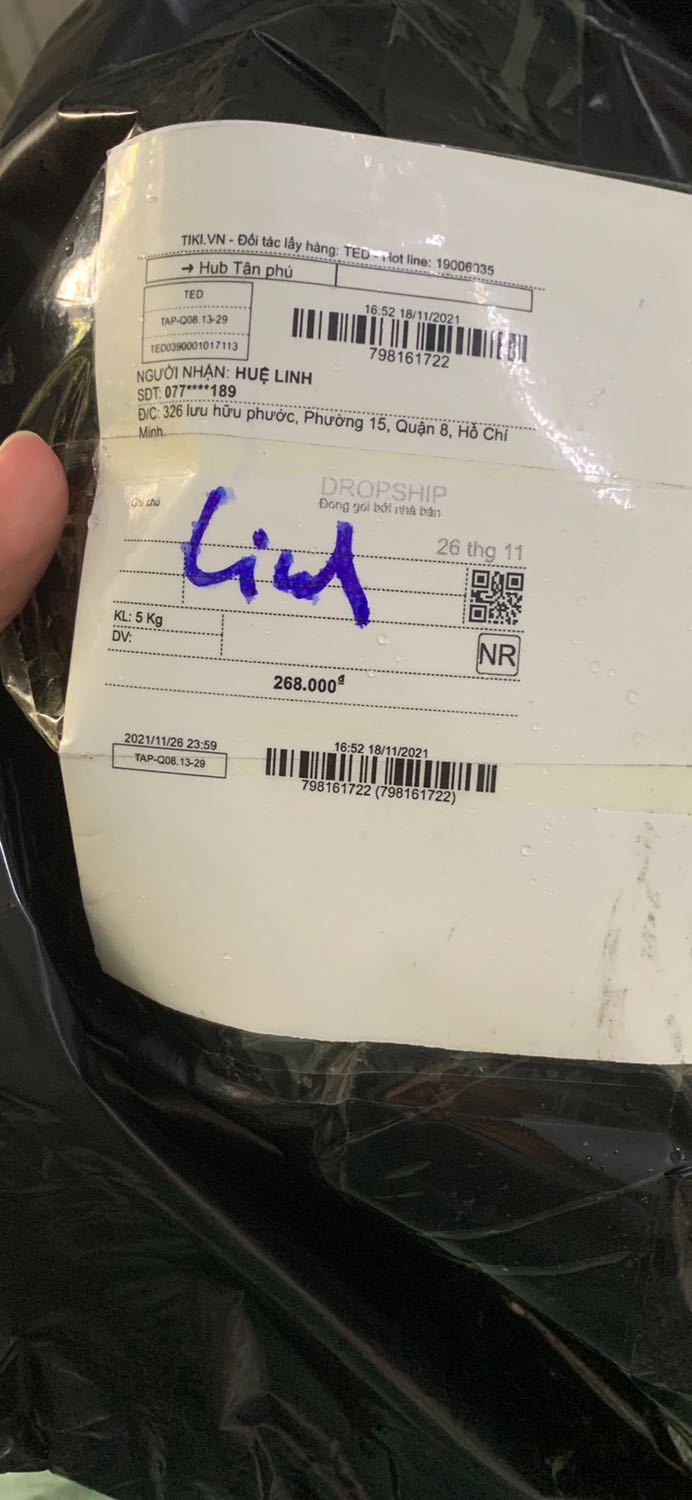 TIKI.VN - Đối tác lấy hàng: TED - Hot line: 19006035
→ Hub Tân phú
TED
TAP-Q08.13-29
TED0390001017113
16:52 18/11/2021
798161722
NGƯỜI NHẬN: HUỆ LINH
SĐT: 077****189
Đ/C: 326 lưu hữu phước, Phường 15, Quận 8, Hồ Chí
Minh
Ghi chú
DROPSHIP
Đóng gói bởi nhà bán
Linh
26 thg 11
KL: 5 Kg
DV:
NR
268.000₫
2021/11/26 23:59
TAP-Q08.13-29
16:52 18/11/2021
798161722 (798161722)